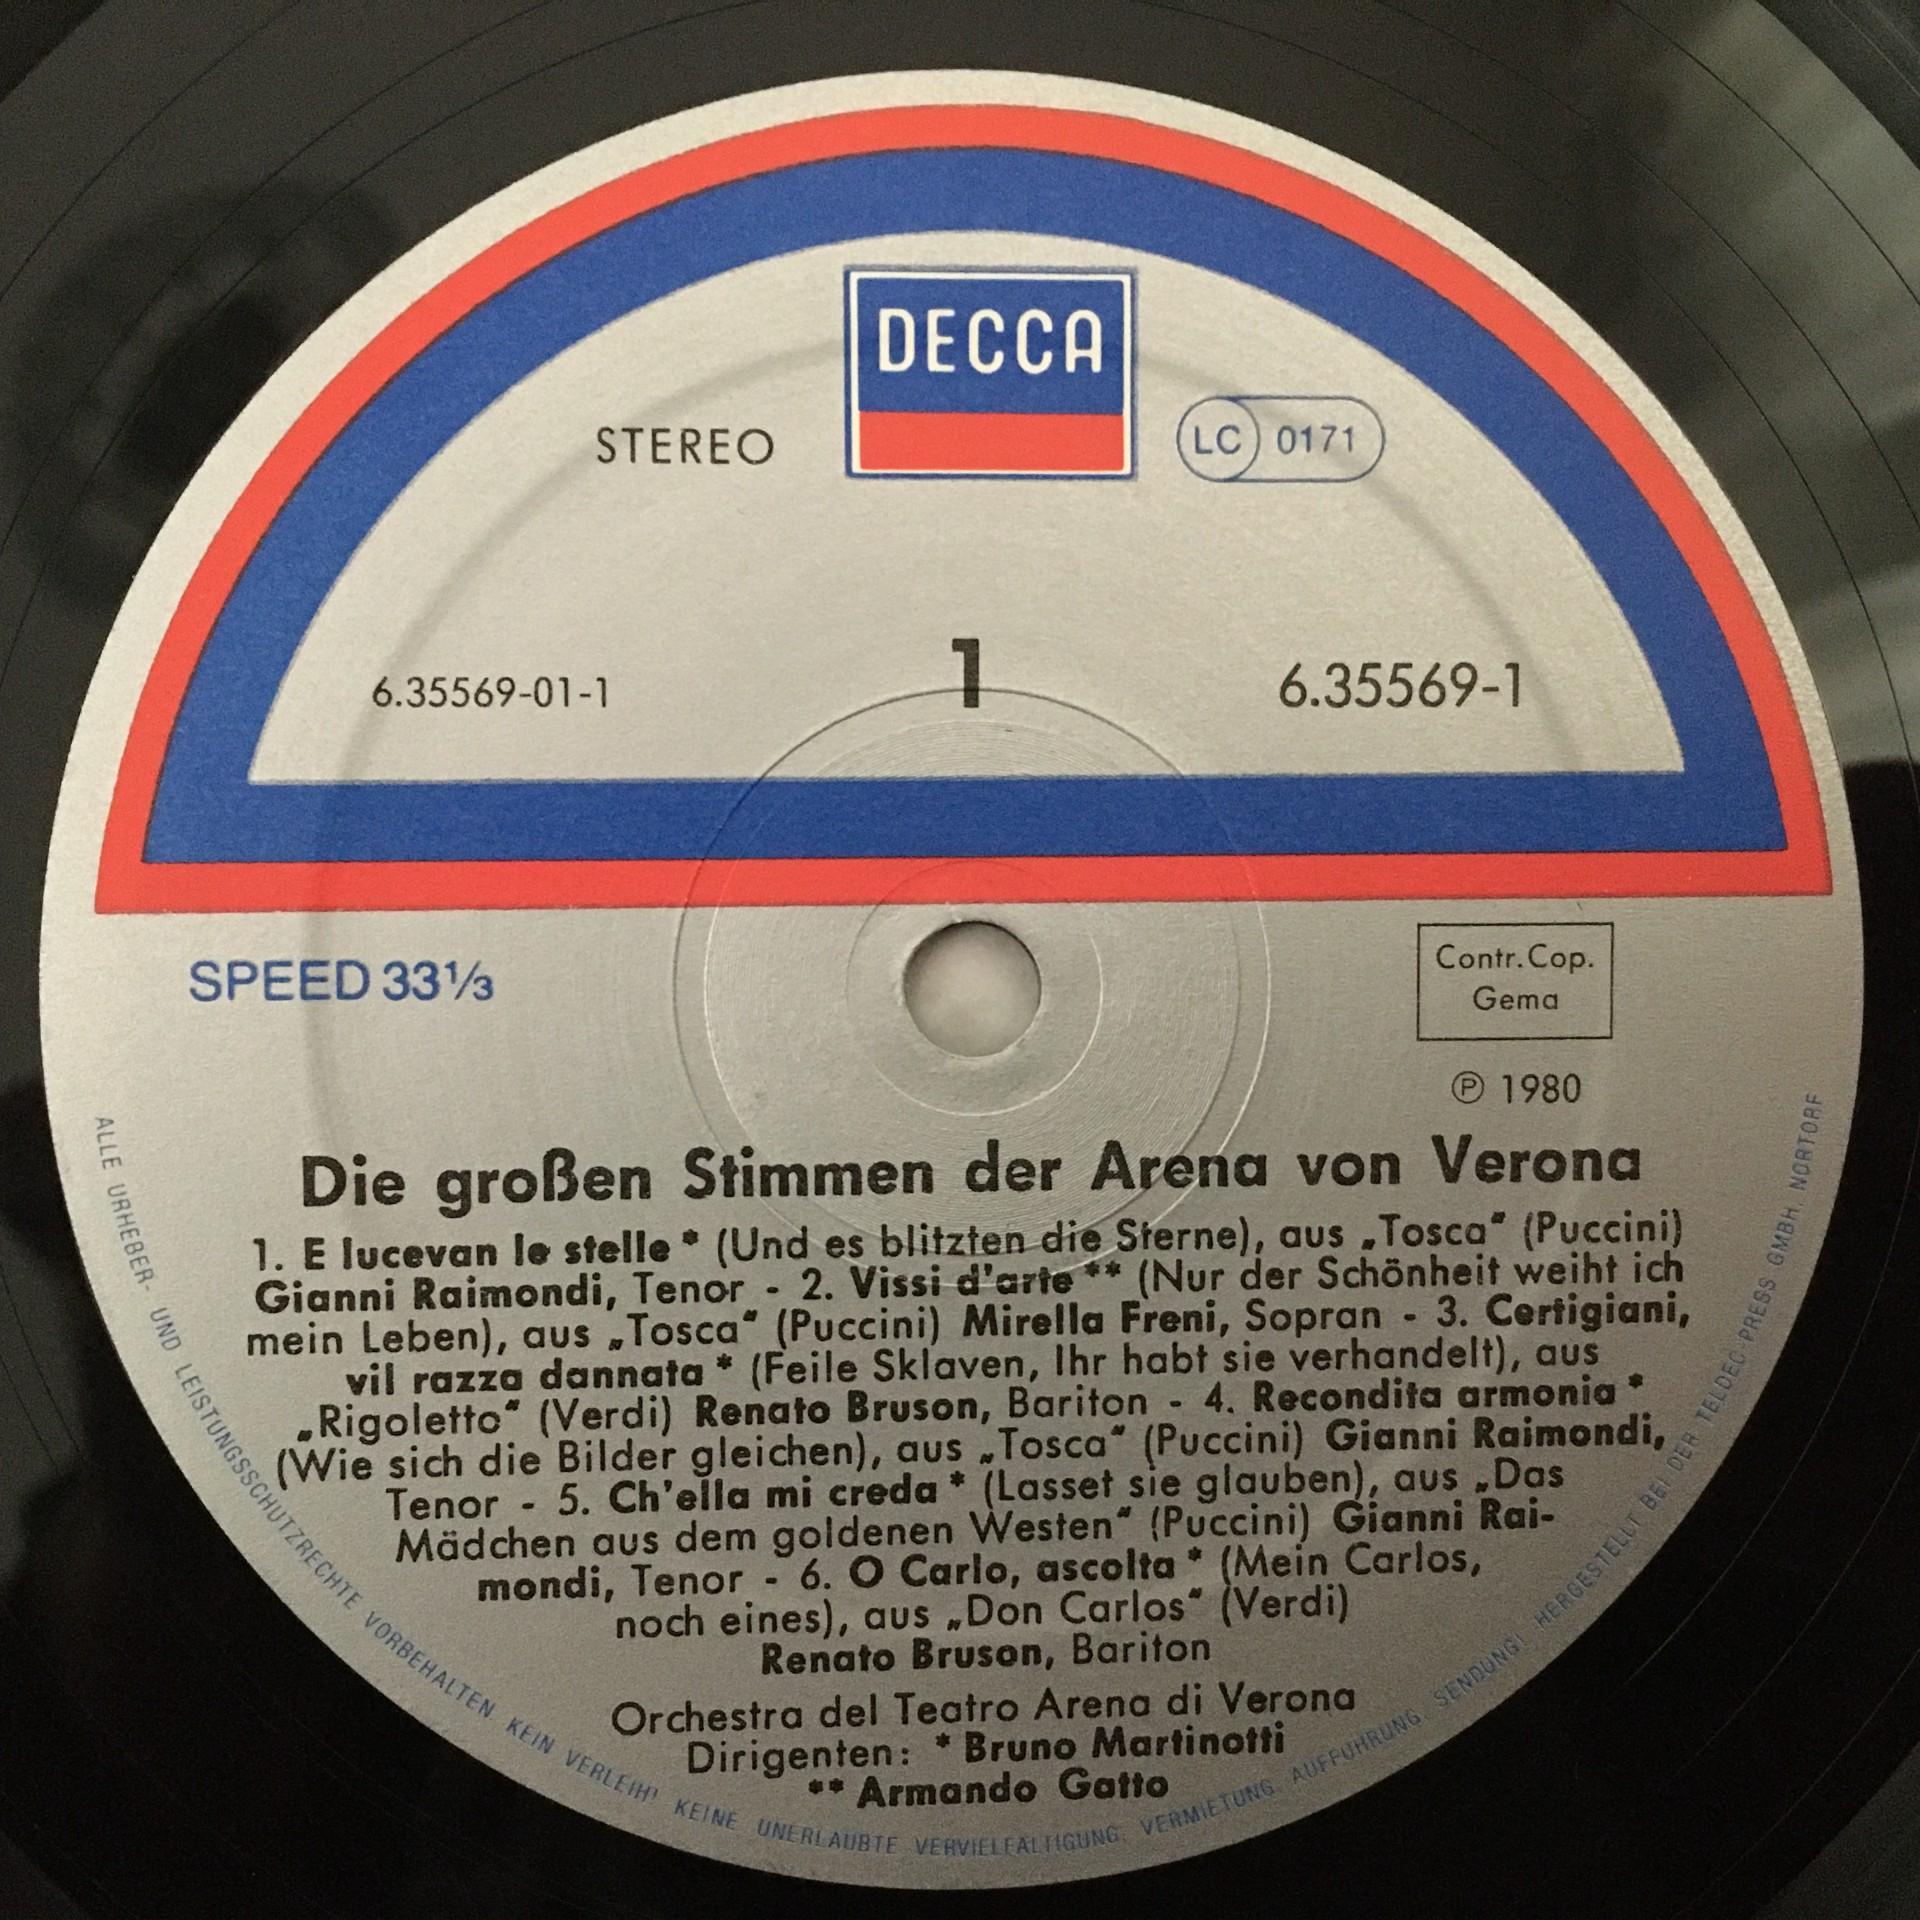 DECCA
STEREO
LC 0171
6.35569-01-1
1
6.35569-1
SPEED 33⅓
Contr.Cop.
Gema
℗ 1980
Die großen Stimmen der Arena von Verona
1. E lucevan le stelle * (Und es blitzten die Sterne), aus „Tosca“ (Puccini)
Gianni Raimondi, Tenor - 2. Vissi d'arte ** (Nur der Schönheit weiht ich
mein Leben), aus „Tosca“ (Puccini) Mirella Freni, Sopran - 3. Certigiani,
vil razza dannata * (Feile Sklaven, Ihr habt sie verhandelt), aus
„Rigoletto“ (Verdi) Renato Bruson, Bariton - 4. Recondita armonia *
(Wie sich die Bilder gleichen), aus „Tosca“ (Puccini) Gianni Raimondi,
Tenor - 5. Ch'ella mi creda * (Lasset sie glauben), aus „Das
Mädchen aus dem goldenen Westen“ (Puccini) Gianni Rai-
mondi, Tenor - 6. O Carlo, ascolta * (Mein Carlos,
noch eines), aus „Don Carlos“ (Verdi)
Renato Bruson, Bariton
Orchestra del Teatro Arena di Verona
Dirigenten: * Bruno Martinotti
** Armando Gatto
ALLE URHEBER- UND LEISTUNGSSCHUTZRECHTE VORBEHALTEN KEIN VERLEIH! KEINE UNERLAUBTE VERVIELFÄLTIGUNG, VERMIETUNG, AUFFÜHRUNG, SENDUNG! HERGESTELLT BEI DER TELDEC-PRESS GMBH, NORTORF